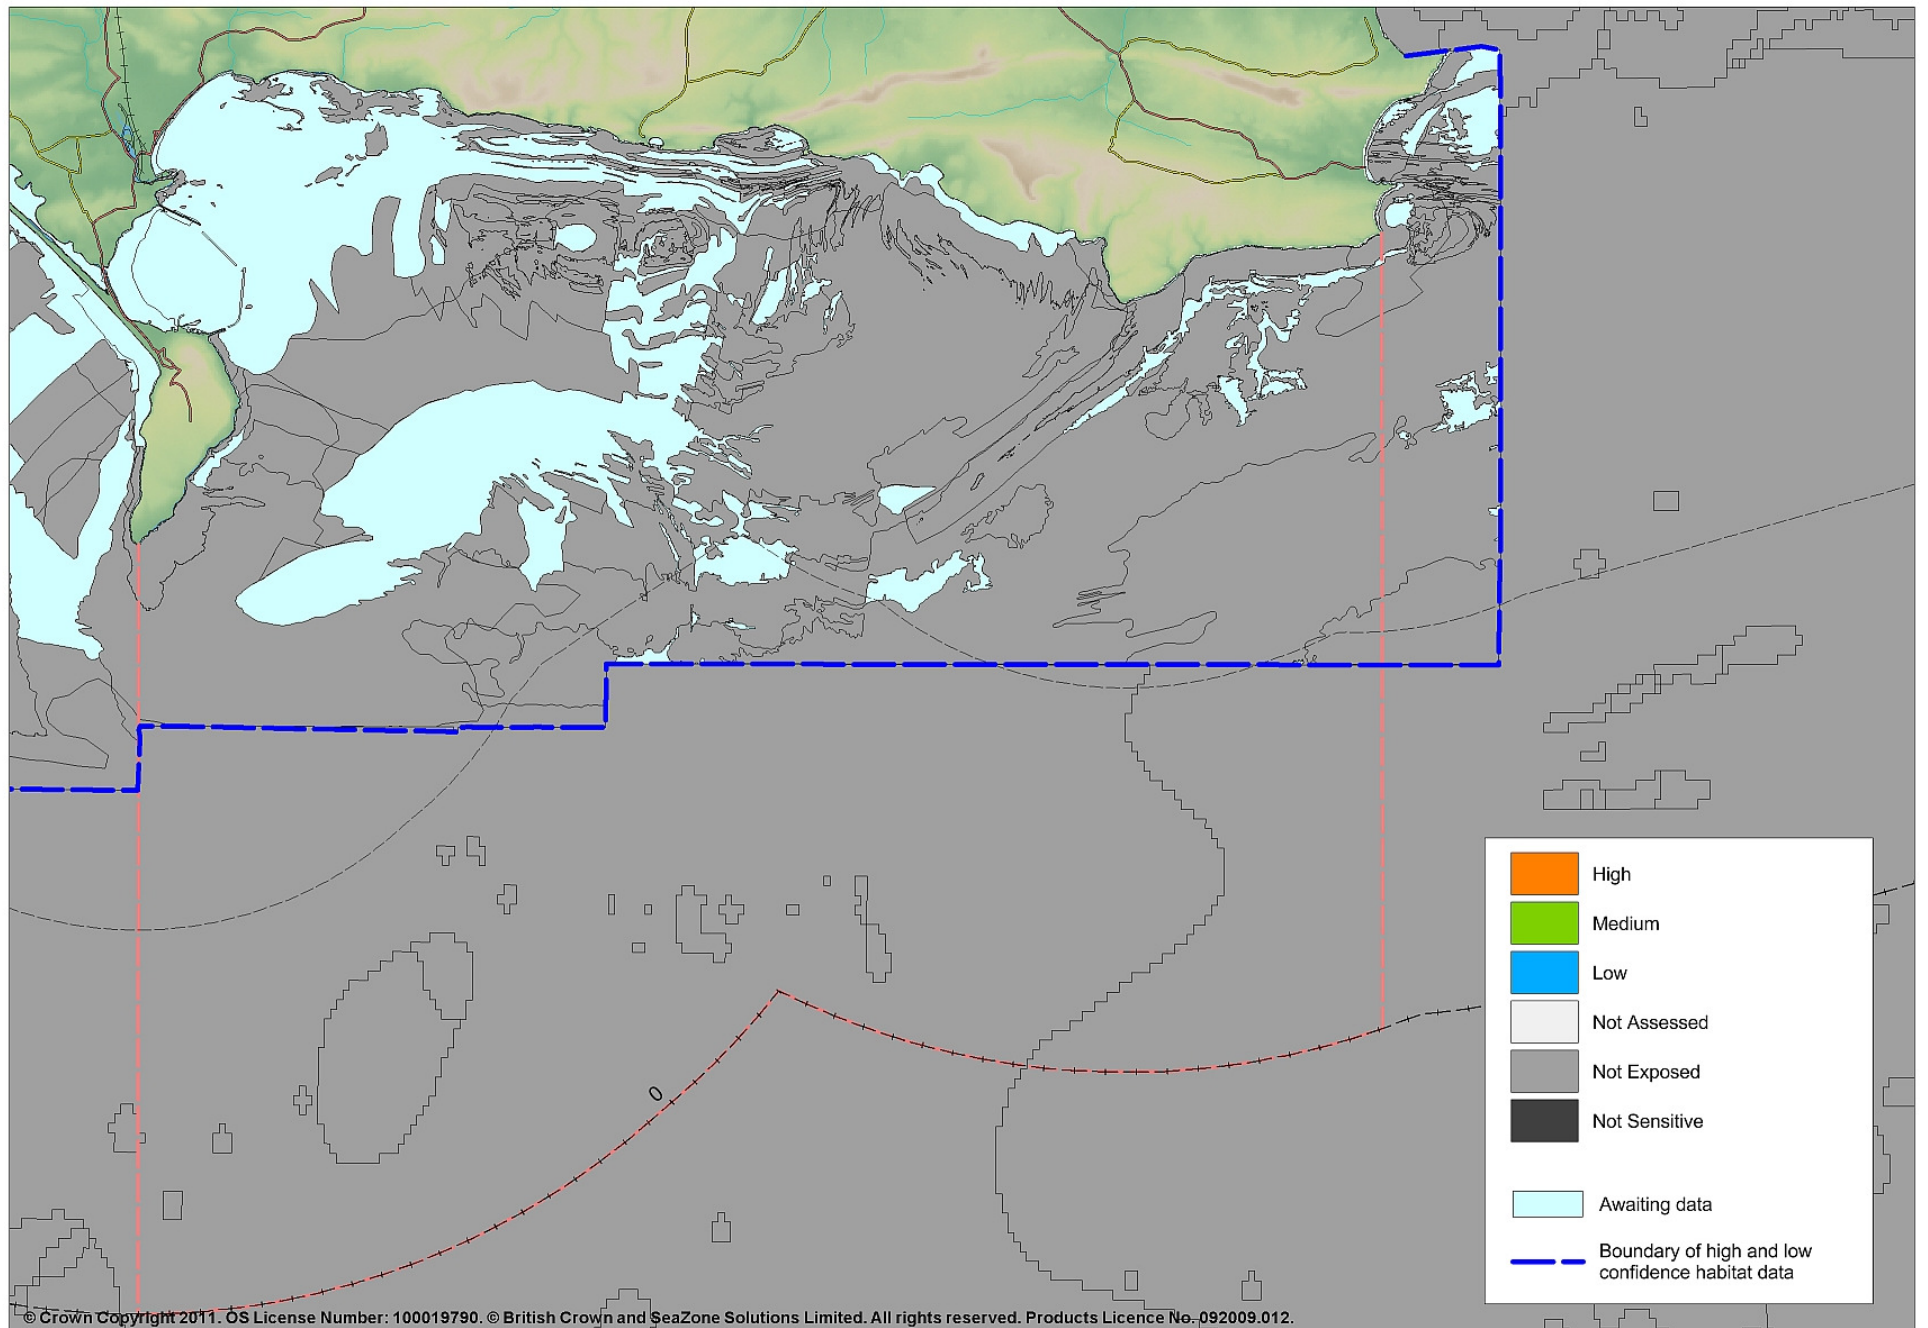 High
Medium
Low
Not Assessed
Not Exposed
Not Sensitive
Awaiting data
Boundary of high and low
confidence habitat data
0
© Crown Copyright 2011. OS License Number: 100019790. © British Crown and SeaZone Solutions Limited. All rights reserved. Products Licence No. 092009.012.